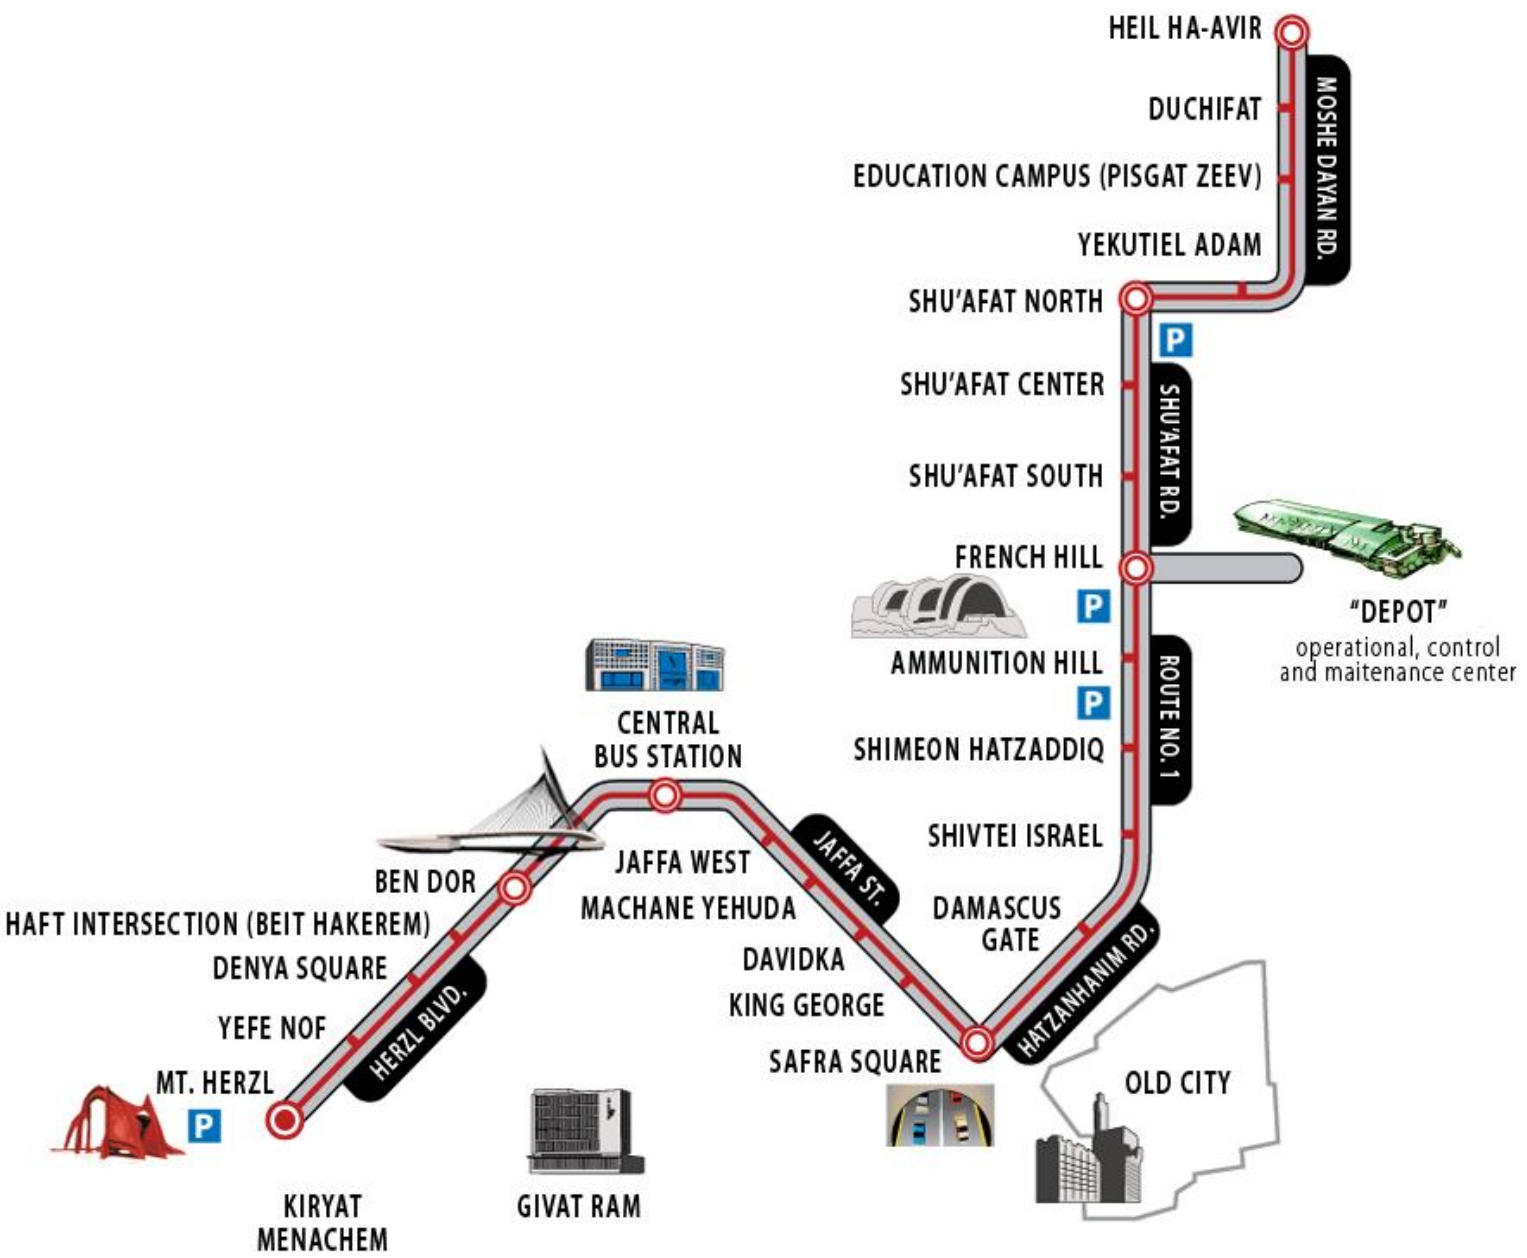 HEIL HA-AVIR
DUCHIFAT
EDUCATION CAMPUS (PISGAT ZEEV)
YEKUTIEL ADAM
MOSHE DAYAN RD.
SHU'AFAT NORTH
P
SHU'AFAT CENTER
SHU'AFAT SOUTH
SHU'AFAT RD.
FRENCH HILL
P
"DEPOT"
operational, control
and maitenance center
AMMUNITION HILL
P
ROUTE NO. 1
SHIMEON HATZADDIQ
SHIVTEI ISRAEL
DAMASCUS
GATE
HATZANHANIM RD.
CENTRAL
BUS STATION
JAFFA WEST
JAFFA ST.
MACHANE YEHUDA
DAVIDKA
KING GEORGE
SAFRA SQUARE
BEN DOR
HAFT INTERSECTION (BEIT HAKEREM)
DENYA SQUARE
HERZL BLVD.
YEFE NOF
MT. HERZL
P
OLD CITY
KIRYAT
MENACHEM
GIVAT RAM